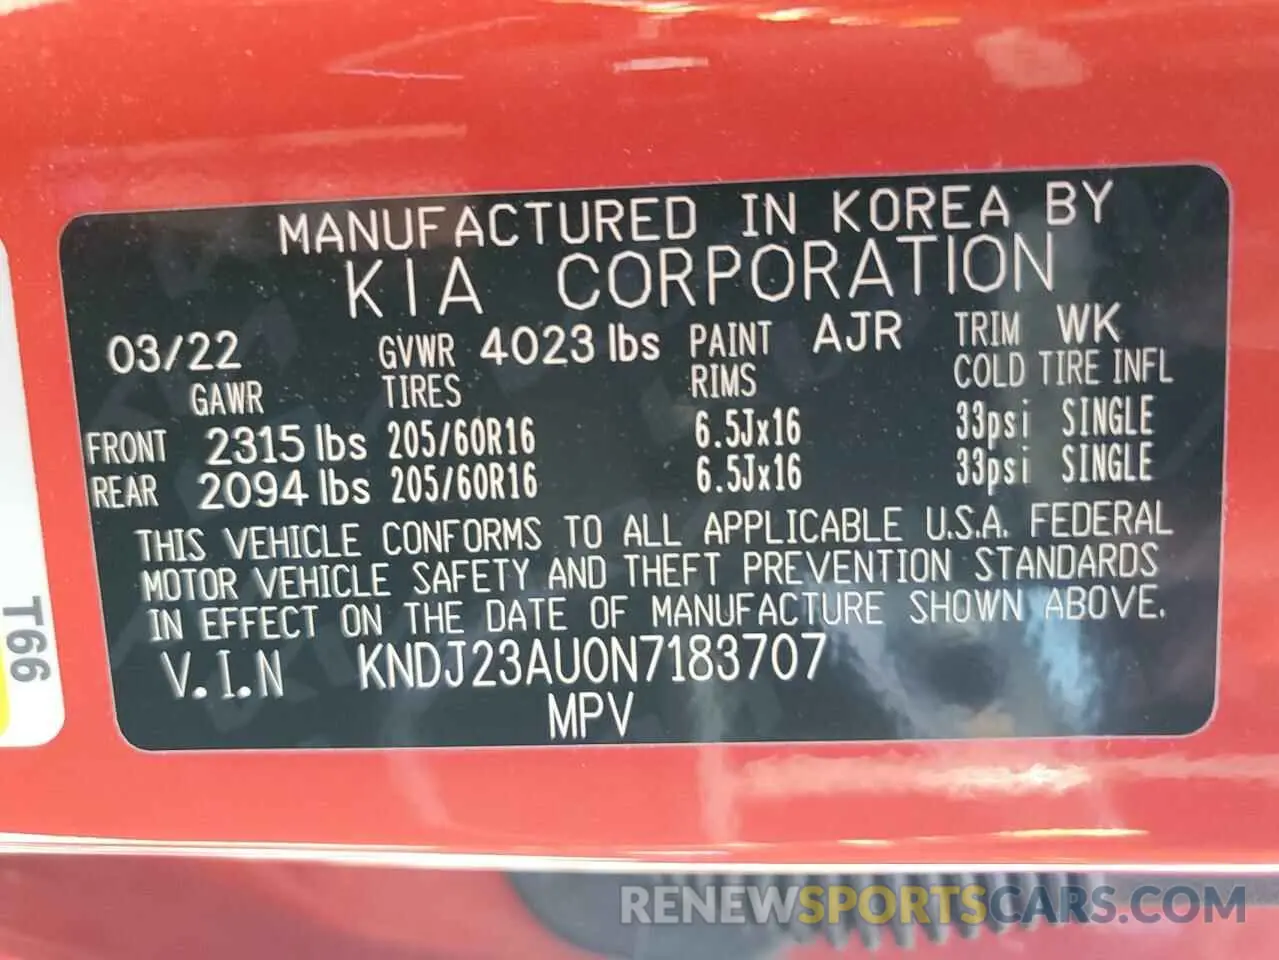 MANUFACTURED IN KOREA BY
KIA CORPORATION
03/22 GVWR 4023 lbs PAINT AJR TRIM WK
GAWR TIRES RIMS COLD TIRE INFL
FRONT 2315 lbs 205/60R16 6.5Jx16 33psi SINGLE
REAR 2094 lbs 205/60R16 6.5Jx16 33psi SINGLE
THIS VEHICLE CONFORMS TO ALL APPLICABLE U.S.A. FEDERAL
MOTOR VEHICLE SAFETY AND THEFT PREVENTION STANDARDS
IN EFFECT ON THE DATE OF MANUFACTURE SHOWN ABOVE.
V.I.N KNDJ23AU0N7183707
MPV
T66
RENEWSPORTSCARS.COM